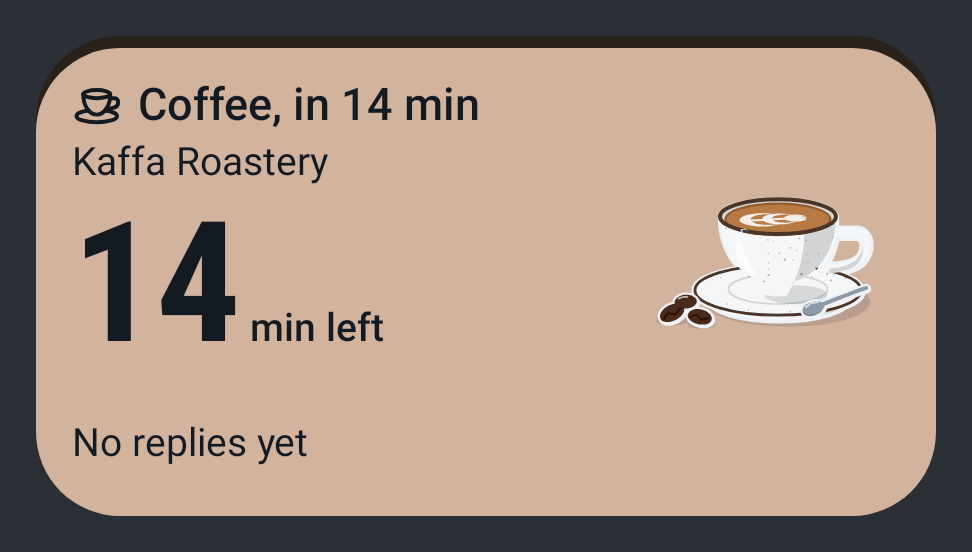 Coffee, in 14 min
Kaffa Roastery
14 min left
No replies yet